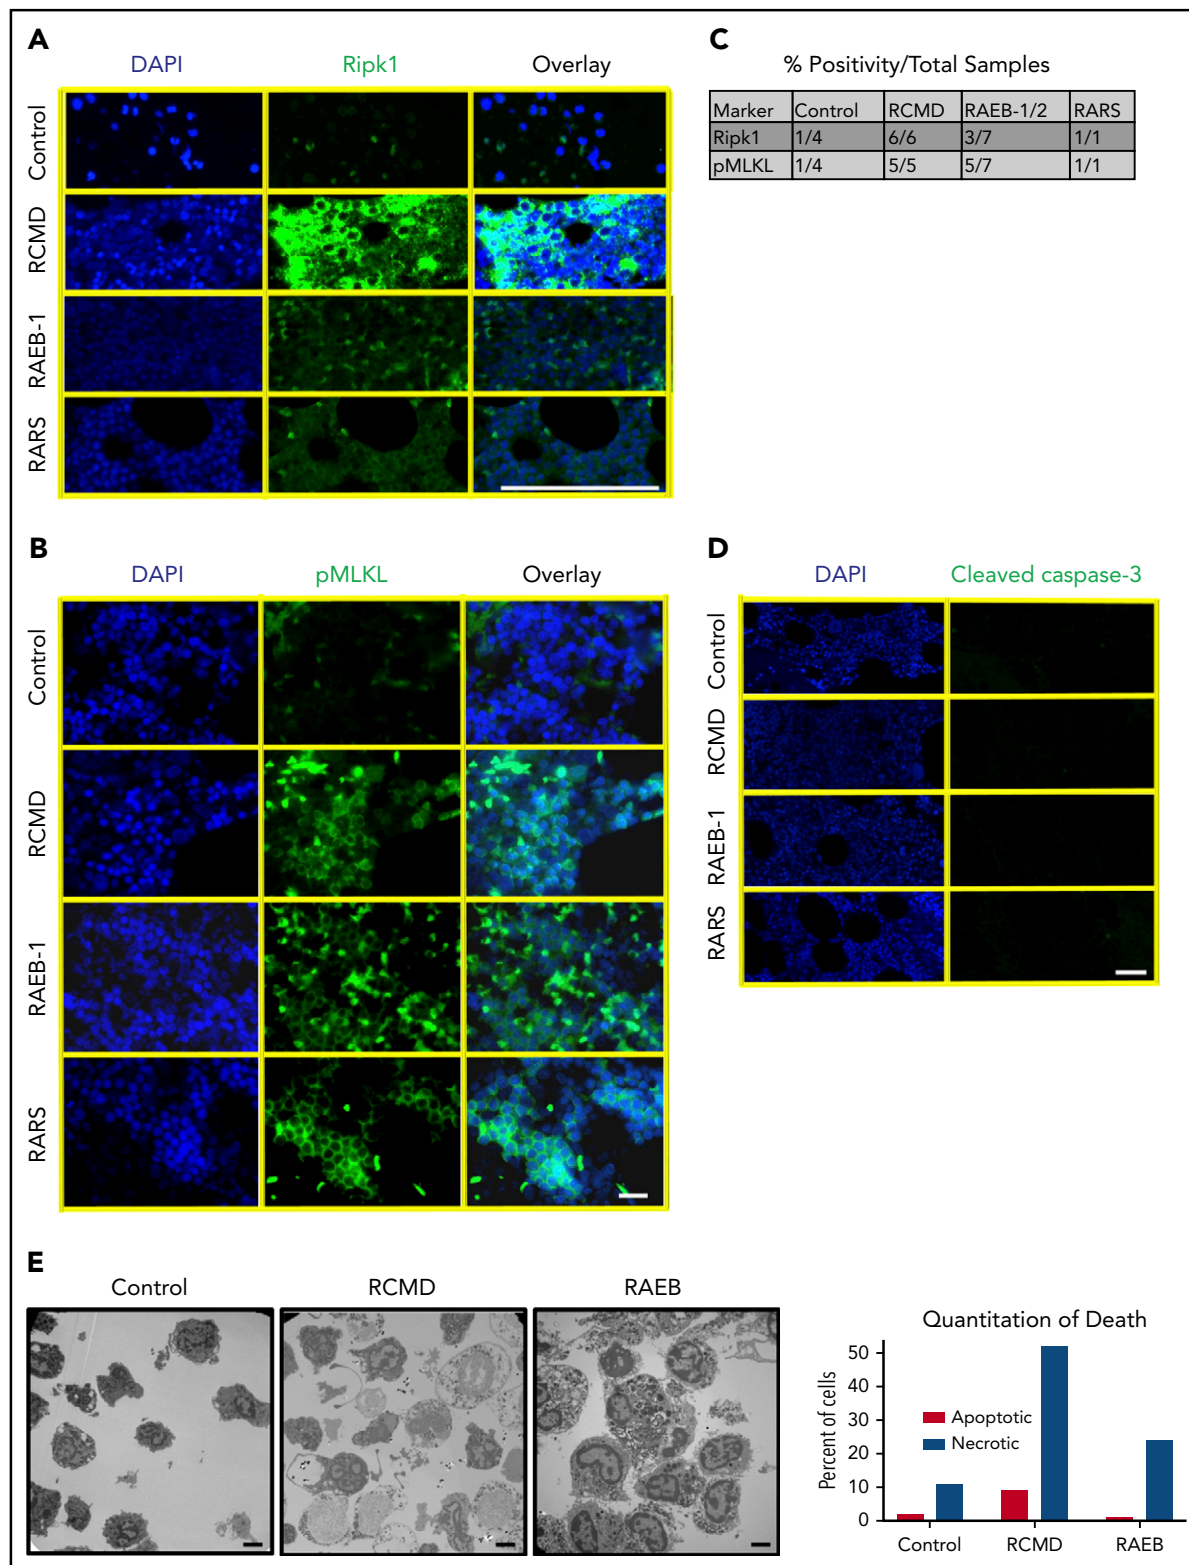 A
DAPI Ripk1 Overlay
Control
RCMD
RAEB-1
RARS
B
DAPI pMLKL Overlay
Control
RCMD
RAEB-1
RARS
C
% Positivity/Total Samples
Marker Control RCMD RAEB-1/2 RARS
Ripk1 1/4 6/6 3/7 1/1
pMLKL 1/4 5/5 5/7 1/1
D
DAPI Cleaved caspase-3
Control
RCMD
RAEB-1
RARS
E
Control RCMD RAEB
Quantitation of Death
Percent of cells
50
40
30
20
10
0
Apoptotic
Necrotic
Control RCMD RAEB